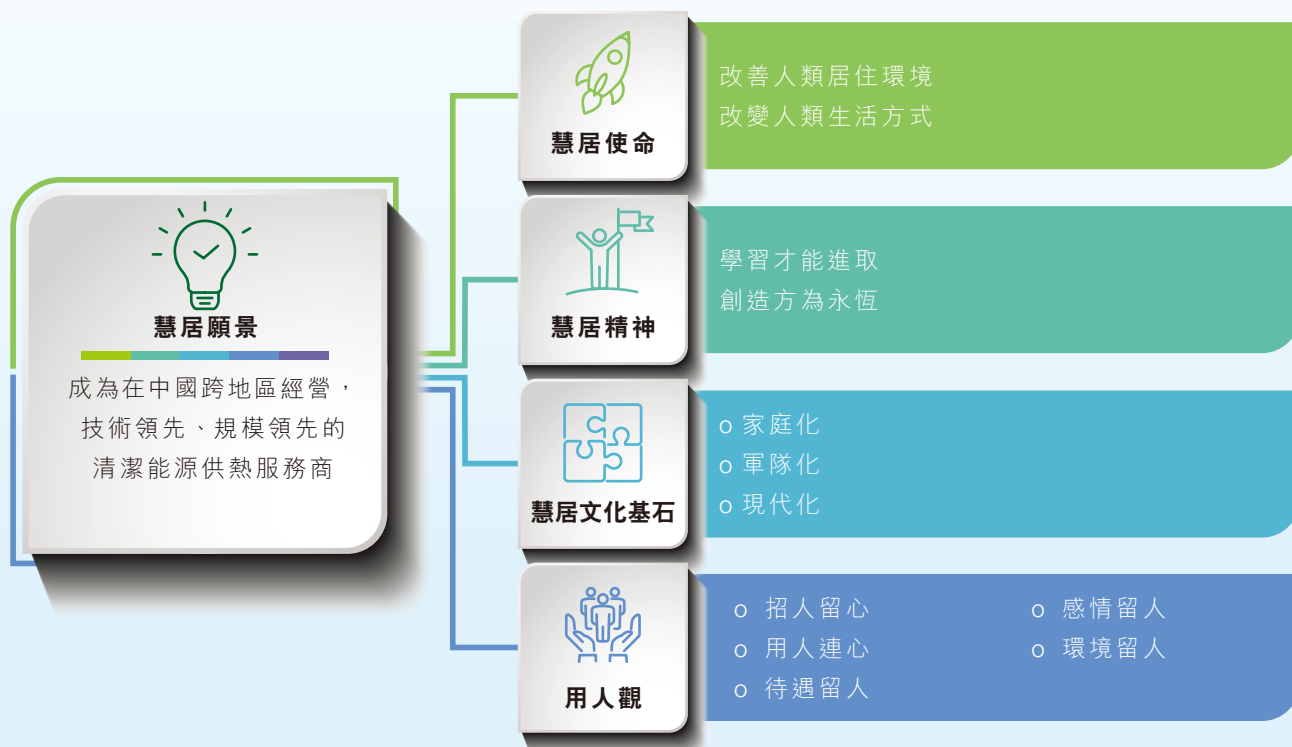 慧居願景
成為在中國跨地區經營，
技術領先、規模領先的
清潔能源供熱服務商
慧居使命
改善人類居住環境
改變人類生活方式
慧居精神
學習才能進取
創造方為永恆
慧居文化基石
o 家庭化
o 軍隊化
o 現代化
用人觀
o 招人留心
o 用人連心
o 待遇留人
o 感情留人
o 環境留人